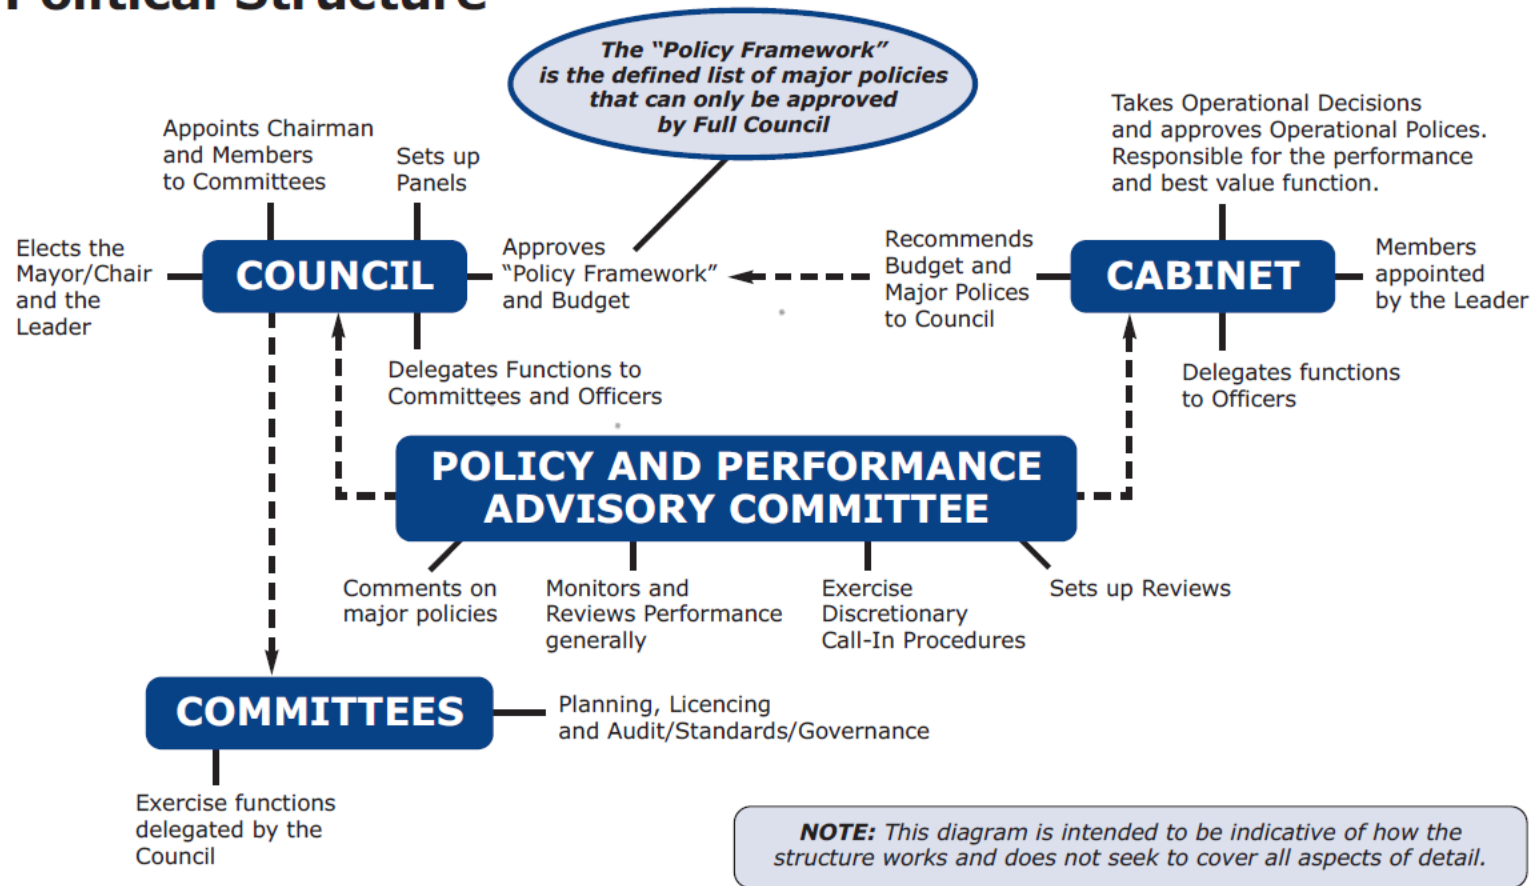 Political Structure
The “Policy Framework”
is the defined list of major policies
that can only be approved
by Full Council
Appoints Chairman
and Members
to Committees
Sets up
Panels
Elects the
Mayor/Chair
and the
Leader
COUNCIL
Approves
“Policy Framework”
and Budget
Delegates Functions to
Committees and Officers
Takes Operational Decisions
and approves Operational Polices.
Responsible for the performance
and best value function.
Recommends
Budget and
Major Polices
to Council
CABINET
Members
appointed
by the Leader
Delegates functions
to Officers
POLICY AND PERFORMANCE
ADVISORY COMMITTEE
Comments on
major policies
Monitors and
Reviews Performance
generally
Exercise
Discretionary
Call-In Procedures
Sets up Reviews
COMMITTEES
Planning, Licencing
and Audit/Standards/Governance
Exercise functions
delegated by the
Council
NOTE: This diagram is intended to be indicative of how the
structure works and does not seek to cover all aspects of detail.